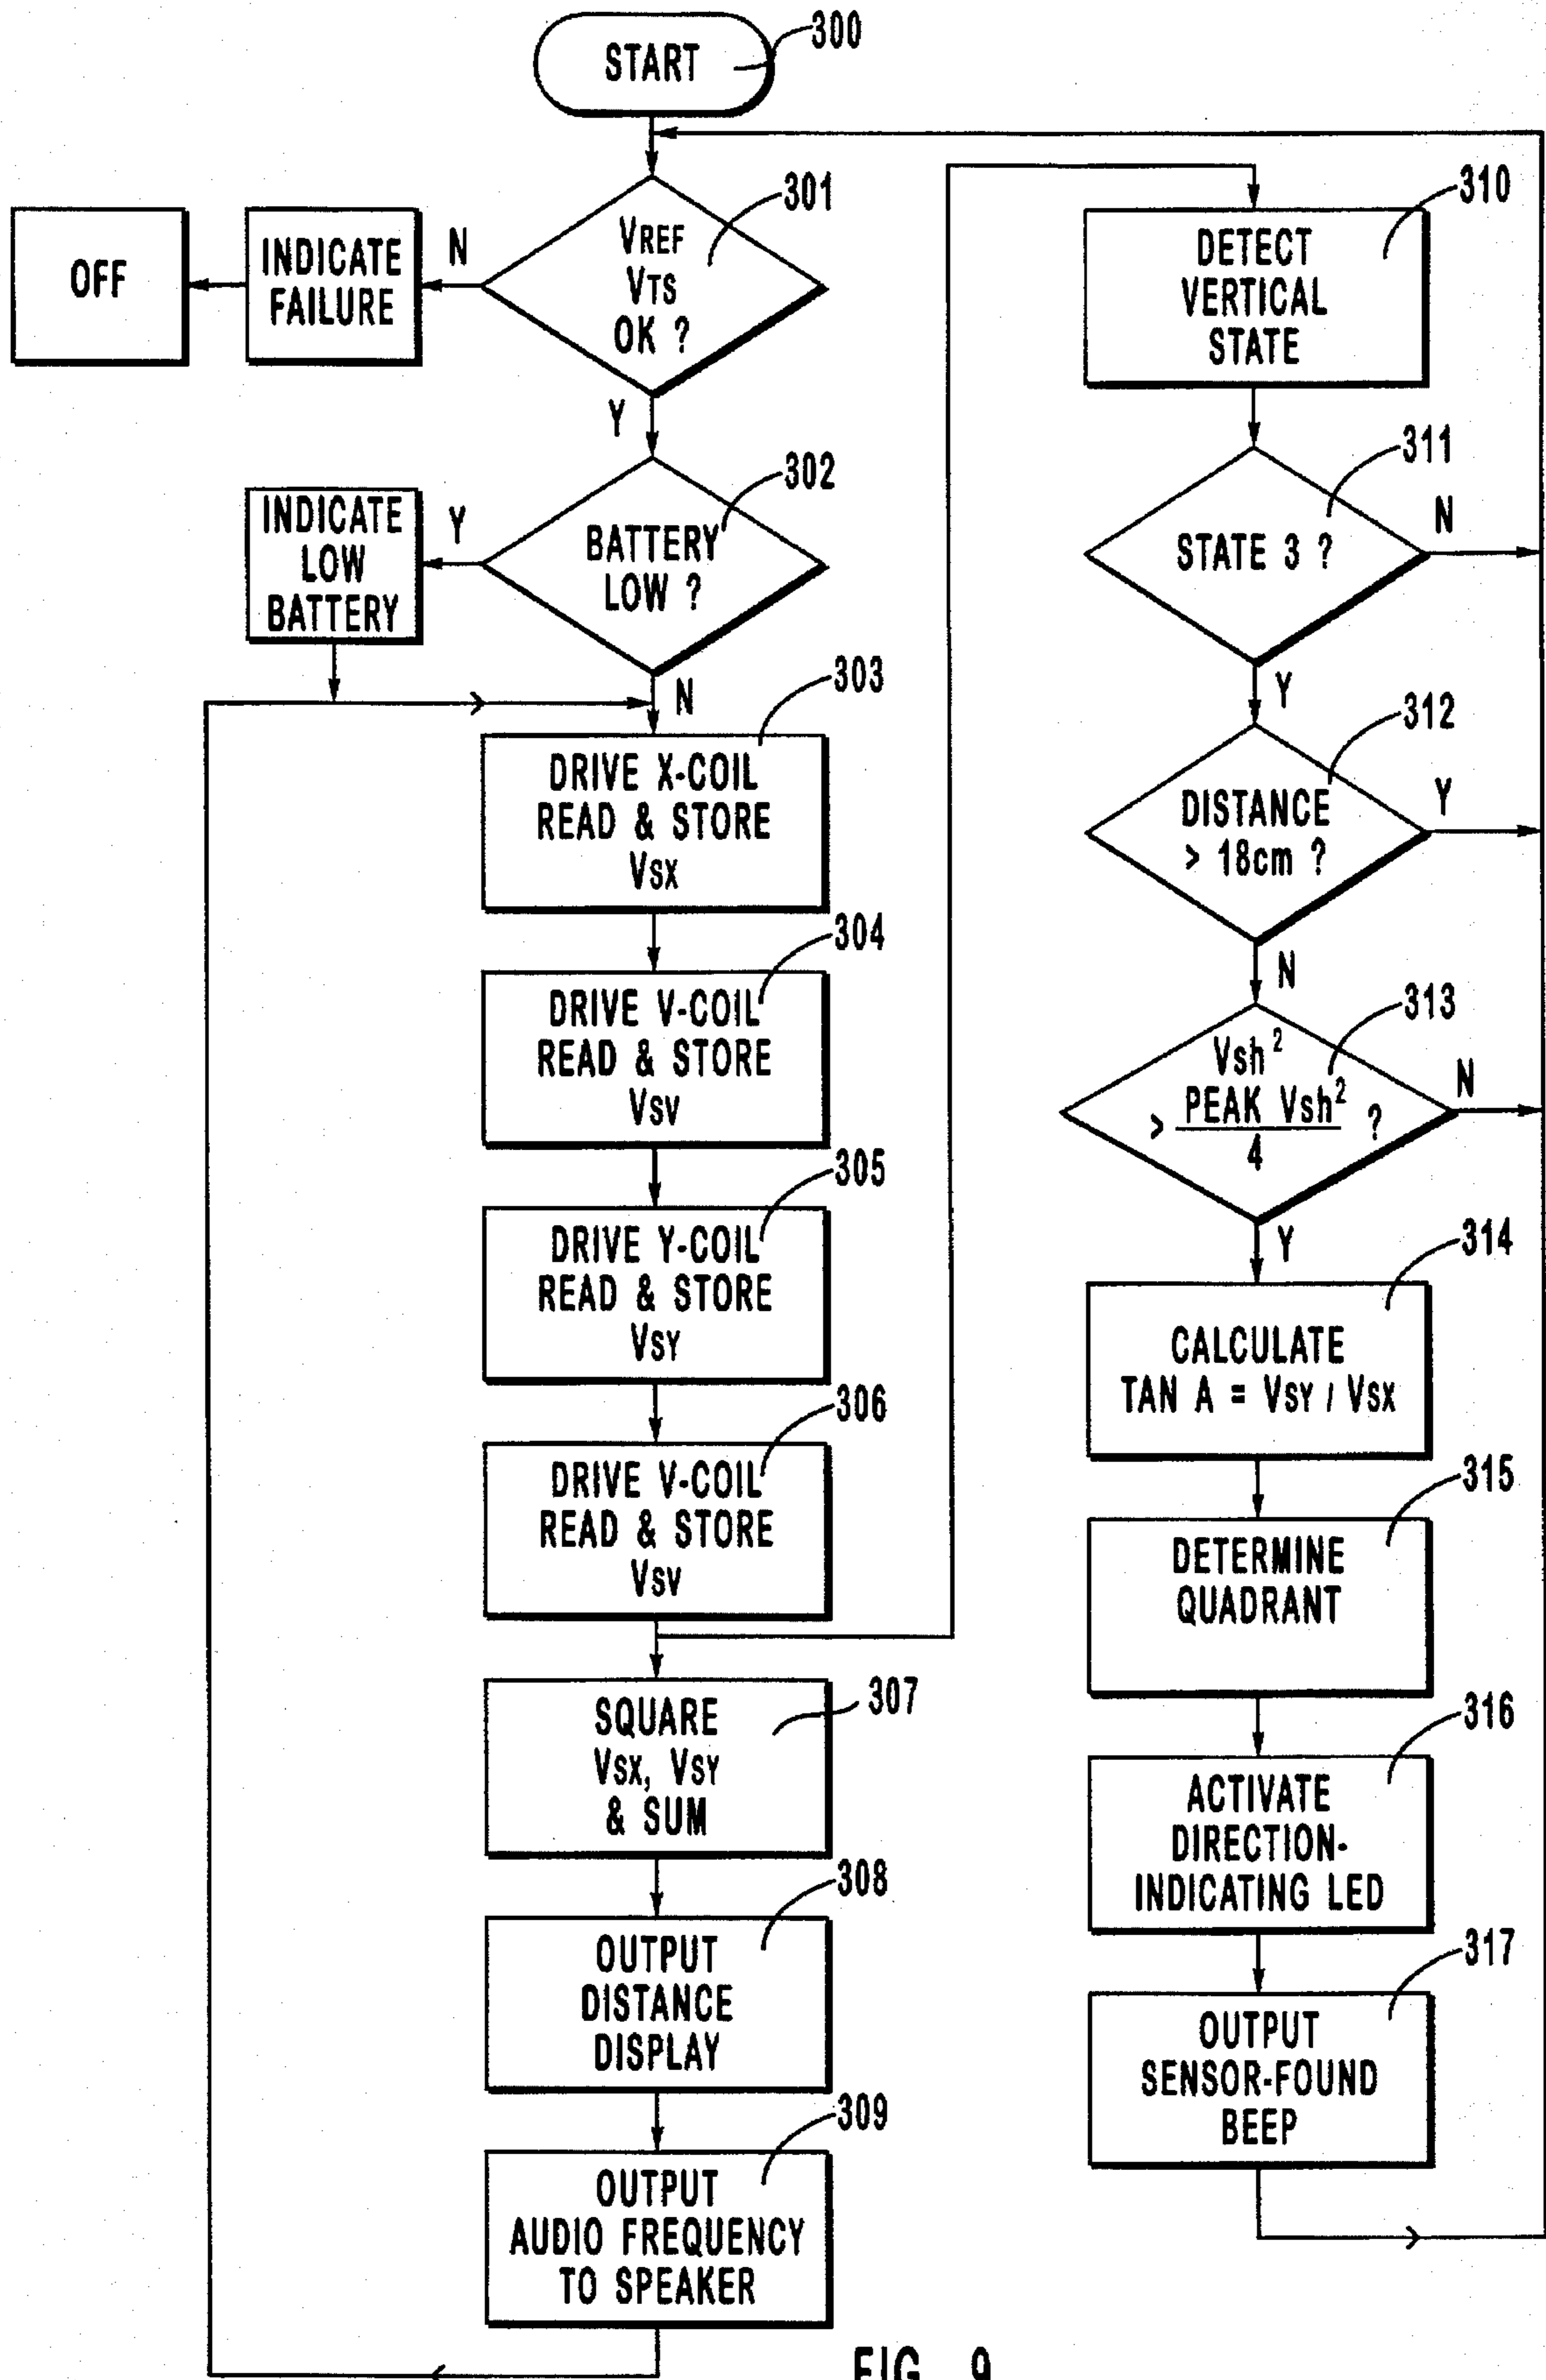 START
300
301
VREF
VTS
OK ?
N
INDICATE
FAILURE
OFF
Y
302
BATTERY
LOW ?
Y
INDICATE
LOW
BATTERY
N
303
DRIVE X-COIL
READ & STORE
VSX
304
DRIVE V-COIL
READ & STORE
VSV
305
DRIVE Y-COIL
READ & STORE
VSY
306
DRIVE V-COIL
READ & STORE
VSV
307
SQUARE
VSX, VSY
& SUM
308
OUTPUT
DISTANCE
DISPLAY
309
OUTPUT
AUDIO FREQUENCY
TO SPEAKER
310
DETECT
VERTICAL
STATE
311
STATE 3 ?
N
Y
312
DISTANCE
> 18cm ?
Y
N
313
Vsh²
> PEAK Vsh² ?
4
N
Y
314
CALCULATE
TAN A = VSY / VSX
315
DETERMINE
QUADRANT
316
ACTIVATE
DIRECTION-
INDICATING LED
317
OUTPUT
SENSOR-FOUND
BEEP
FIG. 9